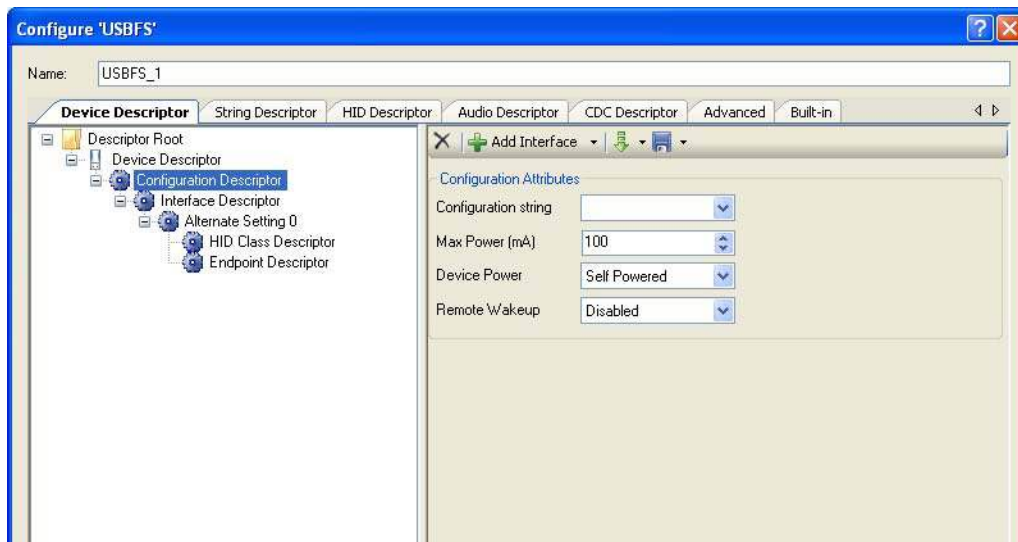 Configure 'USBFS'
Name: USBFS_1
Device Descriptor String Descriptor HID Descriptor Audio Descriptor CDC Descriptor Advanced Built-in
Descriptor Root
Device Descriptor
Configuration Descriptor
Interface Descriptor
Alternate Setting 0
HID Class Descriptor
Endpoint Descriptor
Add Interface
Configuration Attributes
Configuration string
Max Power (mA) 100
Device Power Self Powered
Remote Wakeup Disabled